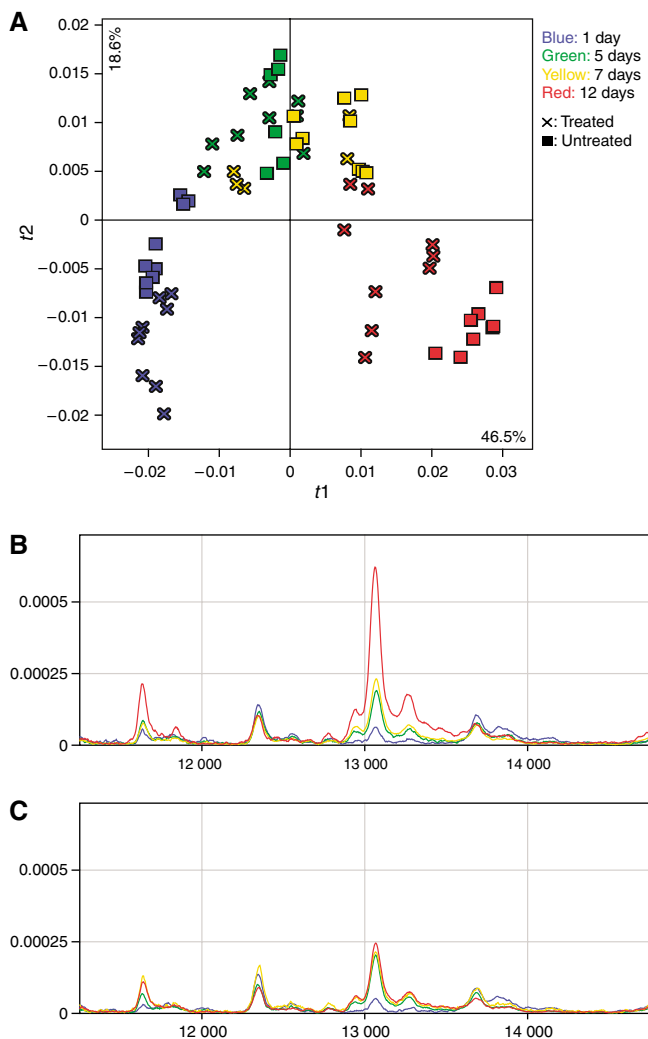 A
18.6%
0.02
0.015
0.01
0.005
0
−0.005
−0.01
−0.015
−0.02
t2
46.5%
−0.02
−0.01
0
0.01
0.02
0.03
t1
Blue: 1 day
Green: 5 days
Yellow: 7 days
Red: 12 days
: Treated
: Untreated
B
0.0005
0.00025
0
12 000
13 000
14 000
C
0.0005
0.00025
0
12 000
13 000
14 000